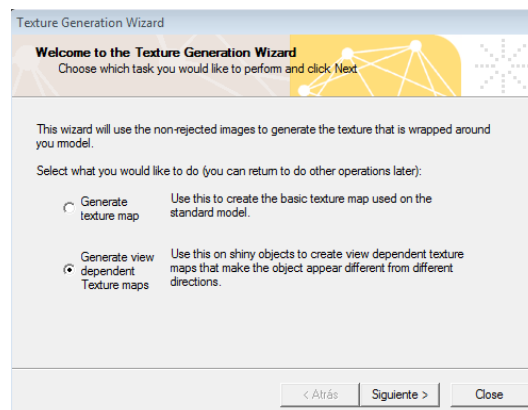 Texture Generation Wizard
Welcome to the Texture Generation Wizard
Choose which task you would like to perform and click Next
This wizard will use the non-rejected images to generate the texture that is wrapped around
you model.
Select what you would like to do (you can return to do other operations later):
Generate
texture map
Use this to create the basic texture map used on the
standard model.
Generate view
dependent
Texture maps
Use this on shiny objects to create view dependent texture
maps that make the object appear different from different
directions.
< Atrás
Siguiente >
Close